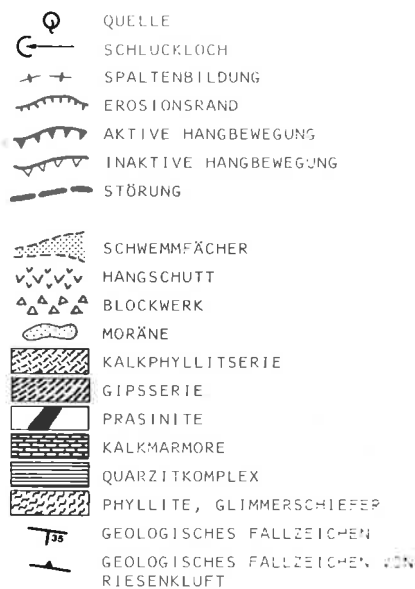 QUELLE
SCHLUCKLOCH
SPALTENBILDUNG
EROSIONSRAND
AKTIVE HANGBEWEGUNG
INAKTIVE HANGBEWEGUNG
STÖRUNG
SCHWEMMFÄCHER
HANGSCHUTT
BLOCKWERK
MORÄNE
KALKPHYLLITSERIE
GIPSSERIE
PRASINITE
KALKMARMORE
QUARZITKOMPLEX
PHYLLITE, GLIMMERSCHIEFER
35 GEOLOGISCHES FALLZEICHEN
GEOLOGISCHES FALLZEICHEN VON
RIESENKLUFT